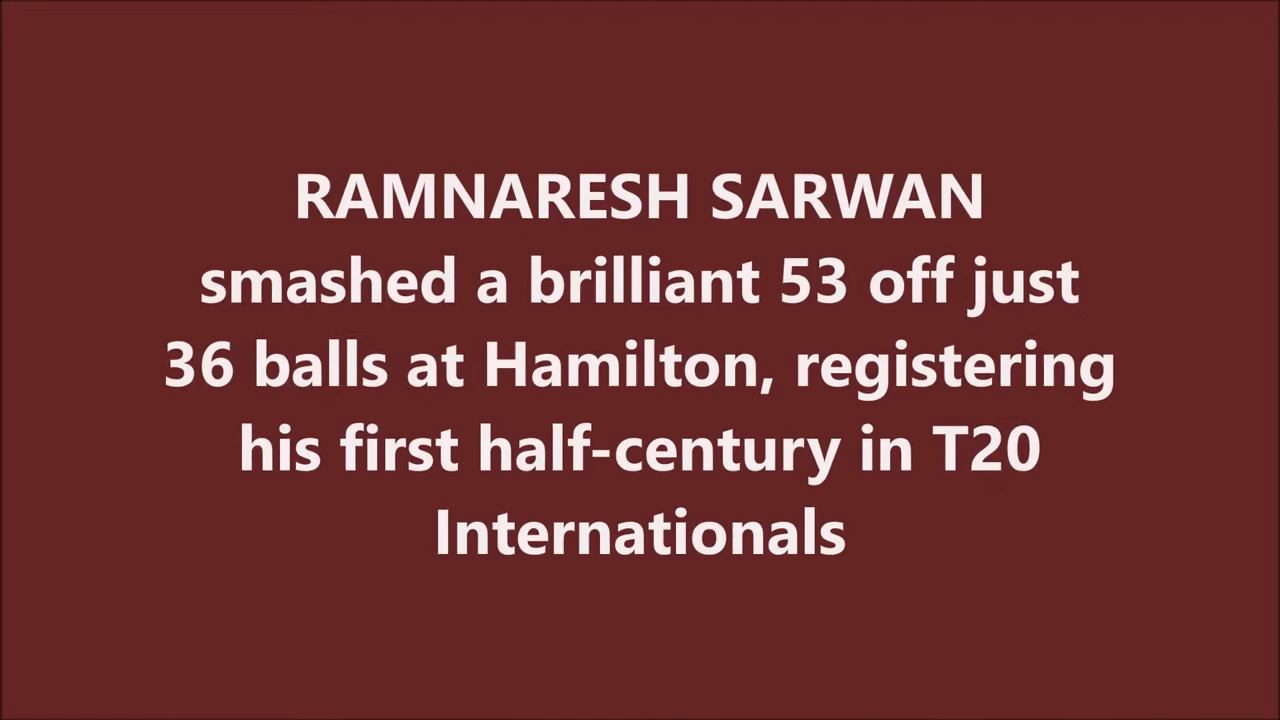 RAMNARESH SARWAN
smashed a brilliant 53 off just
36 balls at Hamilton, registering
his first half-century in T20
Internationals